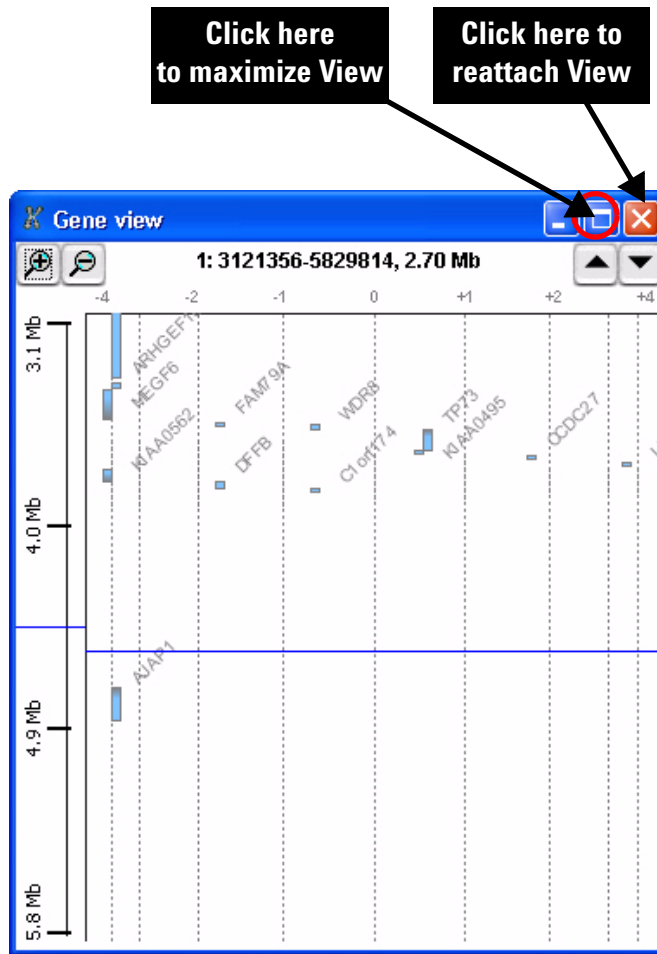 Click here
to maximize View
Click here to
reattach View
Gene view
1: 3121356-5829814, 2.70 Mb
-4 -2 -1 0 +1 +2 +4
3.1 Mb
4.0 Mb
4.9 Mb
5.8 Mb
MEGF6
KIAA0562
FAM79A
DFFB
WDR8
C1orf174
TP73
KIAA0495
CCDC27
AJAP1